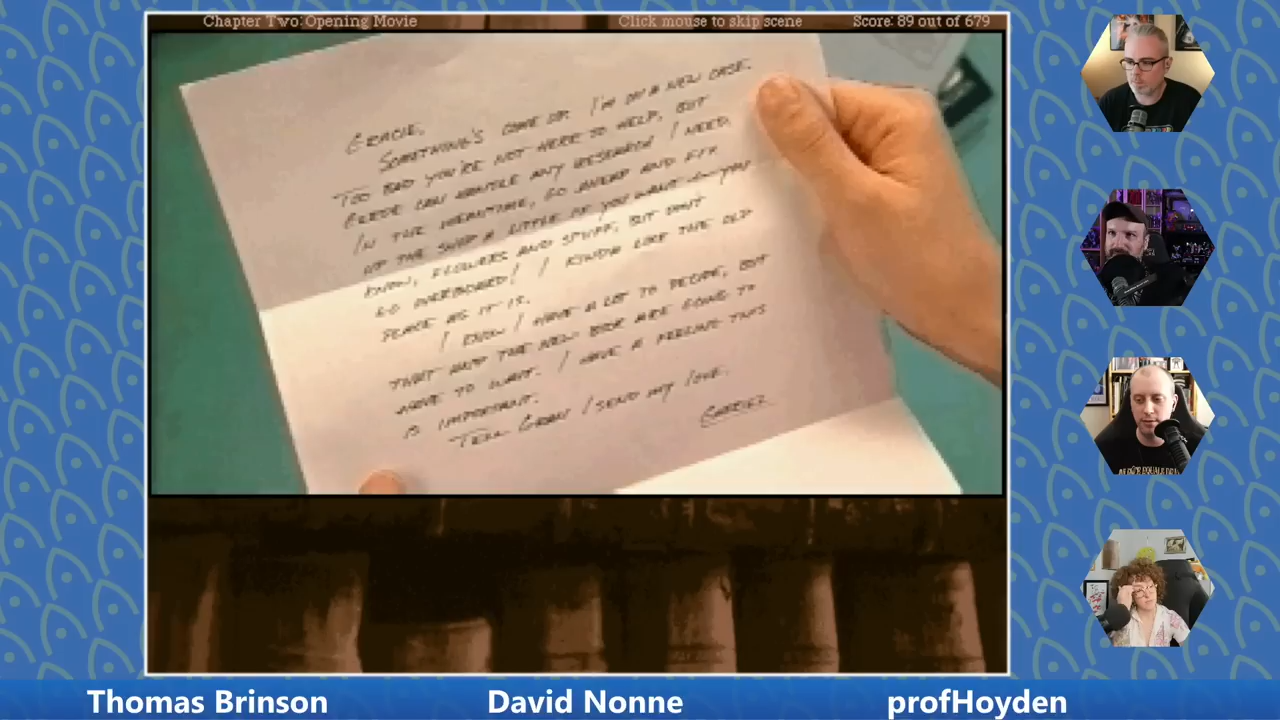 Chapter Two: Opening Movie
Click mouse to skip scene
Score: 89 out of 679
GRACIE,
SOMETHING'S COME UP. I'M ON A NEW CASE.
TOO BAD YOU'RE NOT HERE TO HELP, BUT
GERDE CAN HANDLE ANY RESEARCH I NEED.
IN THE MEANTIME, GO AHEAD AND FIX
UP THE SHOP A LITTLE IF YOU WANT - YOU
KNOW, FLOWERS AND STUFF, BUT DON'T
GO OVERBOARD! I KINDA LIKE THE OLD
PLACE AS IT IS.
I KNOW I HAVE A LOT TO DECIDE, BUT
THAT AND THE NEW BOOK ARE GOING TO
HAVE TO WAIT. I HAVE A FEELING THIS
IS IMPORTANT.
TELL GRAN I SEND MY LOVE.
GABRIEL
Thomas Brinson
David Nonne
profHoyden